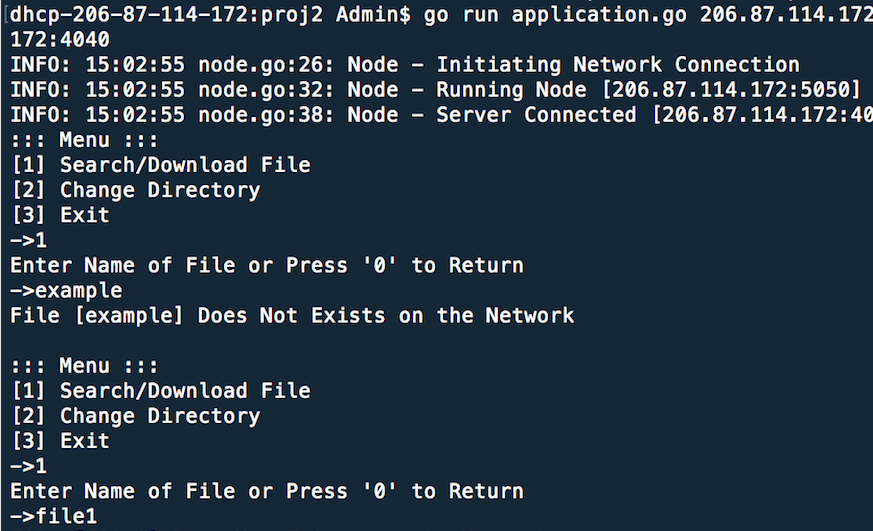 dhcp-206-87-114-172:proj2 Admin$ go run application.go 206.87.114.172
172:4040
INFO: 15:02:55 node.go:26: Node - Initiating Network Connection
INFO: 15:02:55 node.go:32: Node - Running Node [206.87.114.172:5050]
INFO: 15:02:55 node.go:38: Node - Server Connected [206.87.114.172:40
::: Menu :::
[1] Search/Download File
[2] Change Directory
[3] Exit
->1
Enter Name of File or Press '0' to Return
->example
File [example] Does Not Exists on the Network
::: Menu :::
[1] Search/Download File
[2] Change Directory
[3] Exit
->1
Enter Name of File or Press '0' to Return
->file1